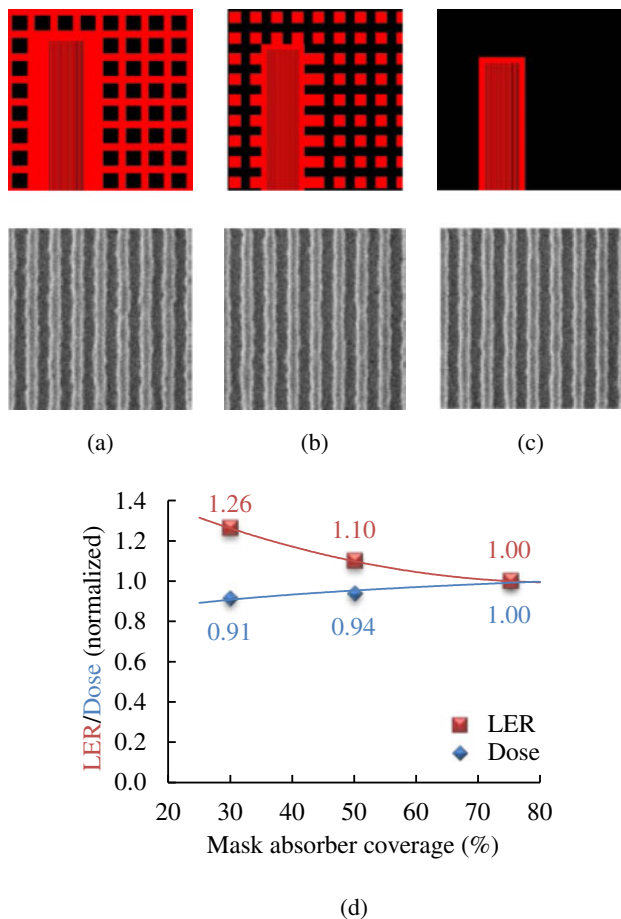 (a) (b) (c)
1.4
1.2
1.0
0.8
0.6
0.4
0.2
0.0
LER/Dose (normalized)
1.26
1.10
1.00
0.91
0.94
1.00
LER
Dose
20 30 40 50 60 70 80
Mask absorber coverage (%)
(d)